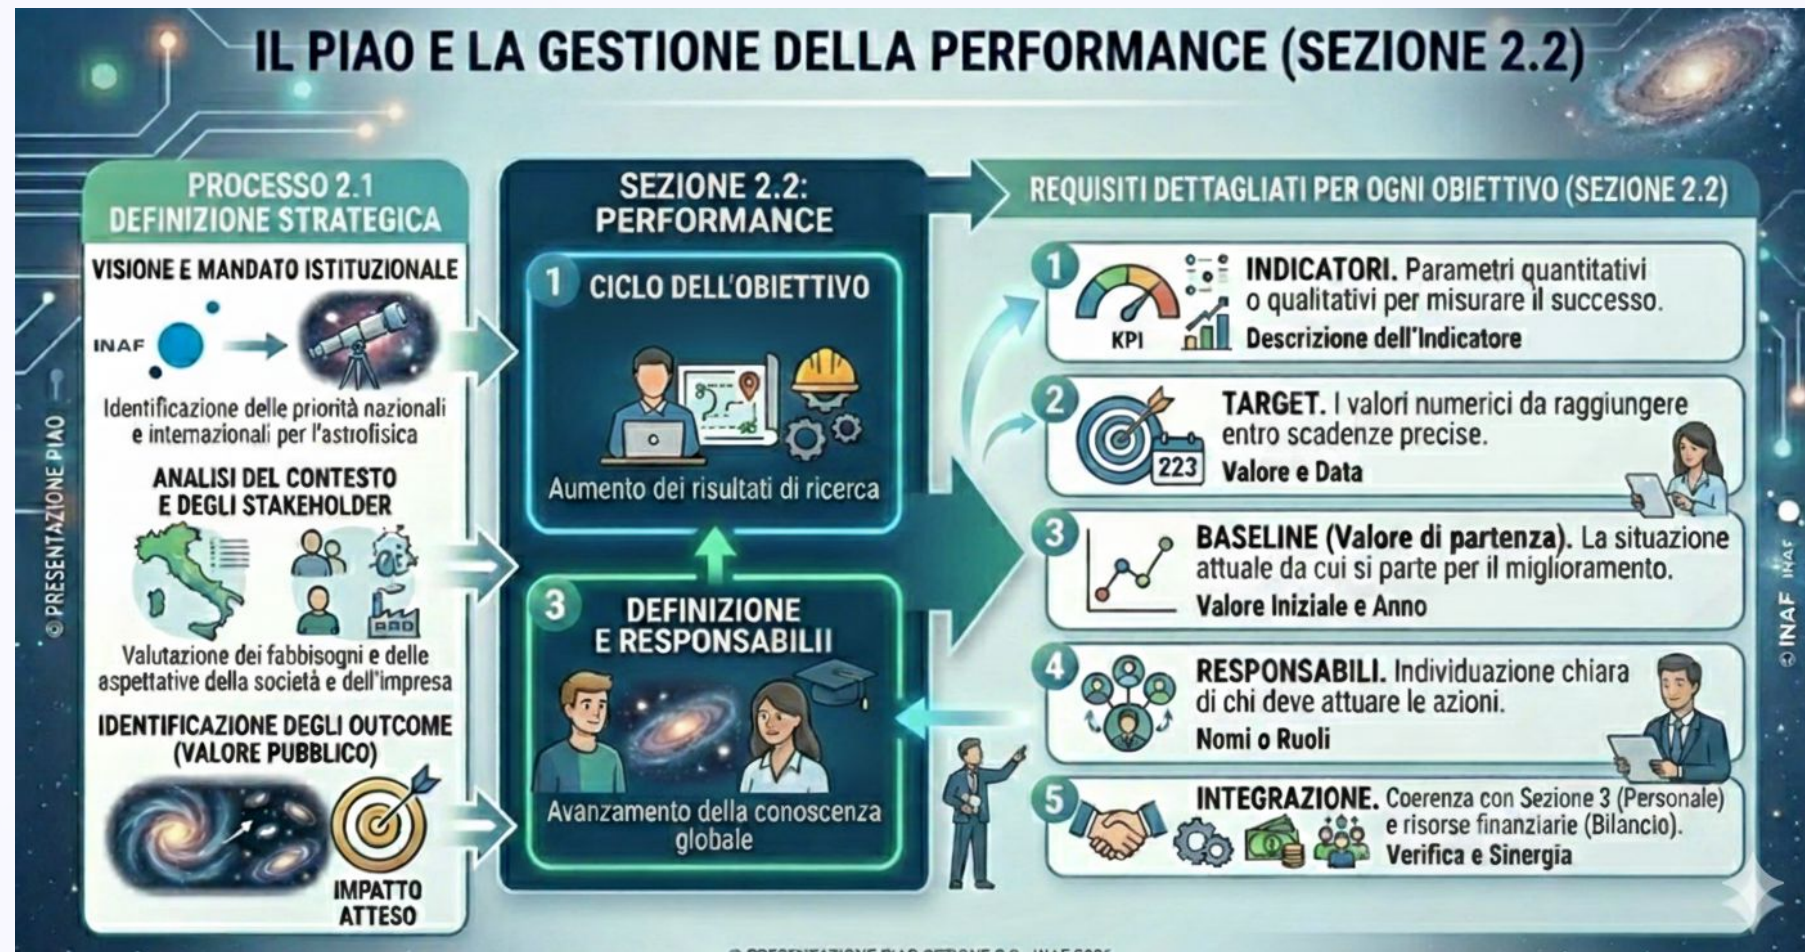 IL PIAO E LA GESTIONE DELLA PERFORMANCE (SEZIONE 2.2)
PROCESSO 2.1
DEFINIZIONE STRATEGICA
VISIONE E MANDATO ISTITUZIONALE
INAF
Identificazione delle priorità nazionali
e internazionali per l'astrofisica
ANALISI DEL CONTESTO
E DEGLI STAKEHOLDER
Valutazione dei fabbisogni e delle
aspettative della società e dell'impresa
IDENTIFICAZIONE DEGLI OUTCOME
(VALORE PUBBLICO)
IMPATTO
ATTESO
SEZIONE 2.2:
PERFORMANCE
1
CICLO DELL'OBIETTIVO
Aumento dei risultati di ricerca
3
DEFINIZIONE
E RESPONSABILII
Avanzamento della conoscenza
globale
REQUISITI DETTAGLIATI PER OGNI OBIETTIVO (SEZIONE 2.2)
1
KPI
INDICATORI. Parametri quantitativi
o qualitativi per misurare il successo.
Descrizione dell'Indicatore
2
223
TARGET. I valori numerici da raggiungere
entro scadenze precise.
Valore e Data
3
BASELINE (Valore di partenza). La situazione
attuale da cui si parte per il miglioramento.
Valore Iniziale e Anno
4
RESPONSABILI. Individuazione chiara
di chi deve attuare le azioni.
Nomi o Ruoli
5
INTEGRAZIONE. Coerenza con Sezione 3 (Personale)
e risorse finanziarie (Bilancio).
Verifica e Sinergia
© PRESENTAZIONE PIAO
© INAF INAF